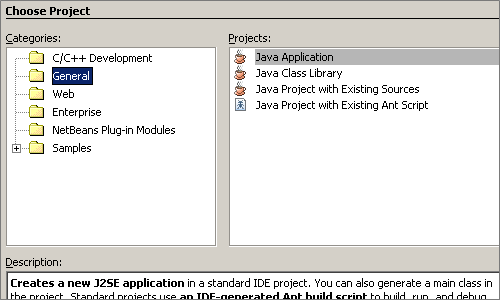 Choose Project
Categories:
C/C++ Development
General
Web
Enterprise
NetBeans Plug-in Modules
Samples
Projects:
Java Application
Java Class Library
Java Project with Existing Sources
Java Project with Existing Ant Script
Description:
Creates a new J2SE application in a standard IDE project. You can also generate a main class in
the project. Standard projects use an IDE-generated Ant build script to build, run, and debug